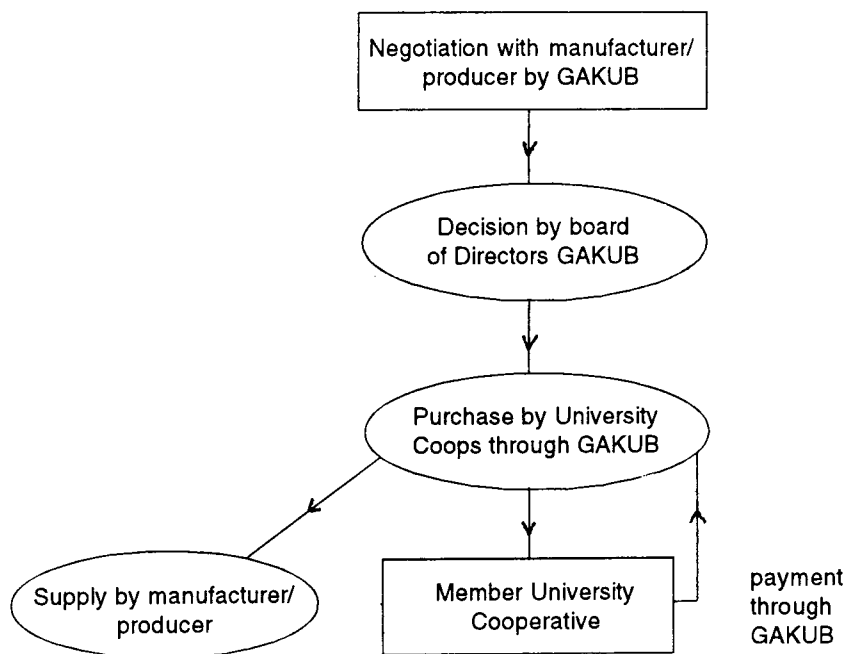 Negotiation with manufacturer/
producer by GAKUB
Decision by board
of Directors GAKUB
Purchase by University
Coops through GAKUB
Supply by manufacturer/
producer
Member University
Cooperative
payment
through
GAKUB